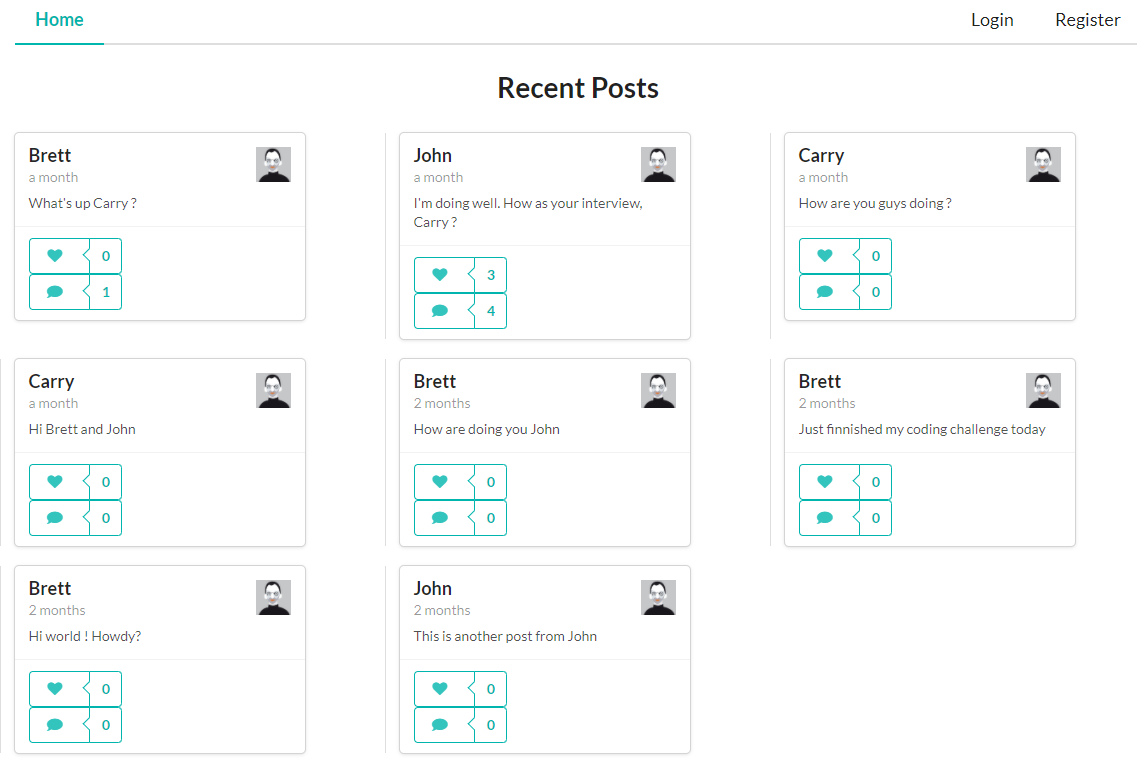 Home
Login
Register
Recent Posts
Brett
a month
What's up Carry ?
0
1
John
a month
I'm doing well. How as your interview,
Carry ?
3
4
Carry
a month
How are you guys doing ?
0
0
Carry
a month
Hi Brett and John
0
0
Brett
2 months
How are doing you John
0
0
Brett
2 months
Just finnished my coding challenge today
0
0
Brett
2 months
Hi world ! Howdy?
0
0
John
2 months
This is another post from John
0
0